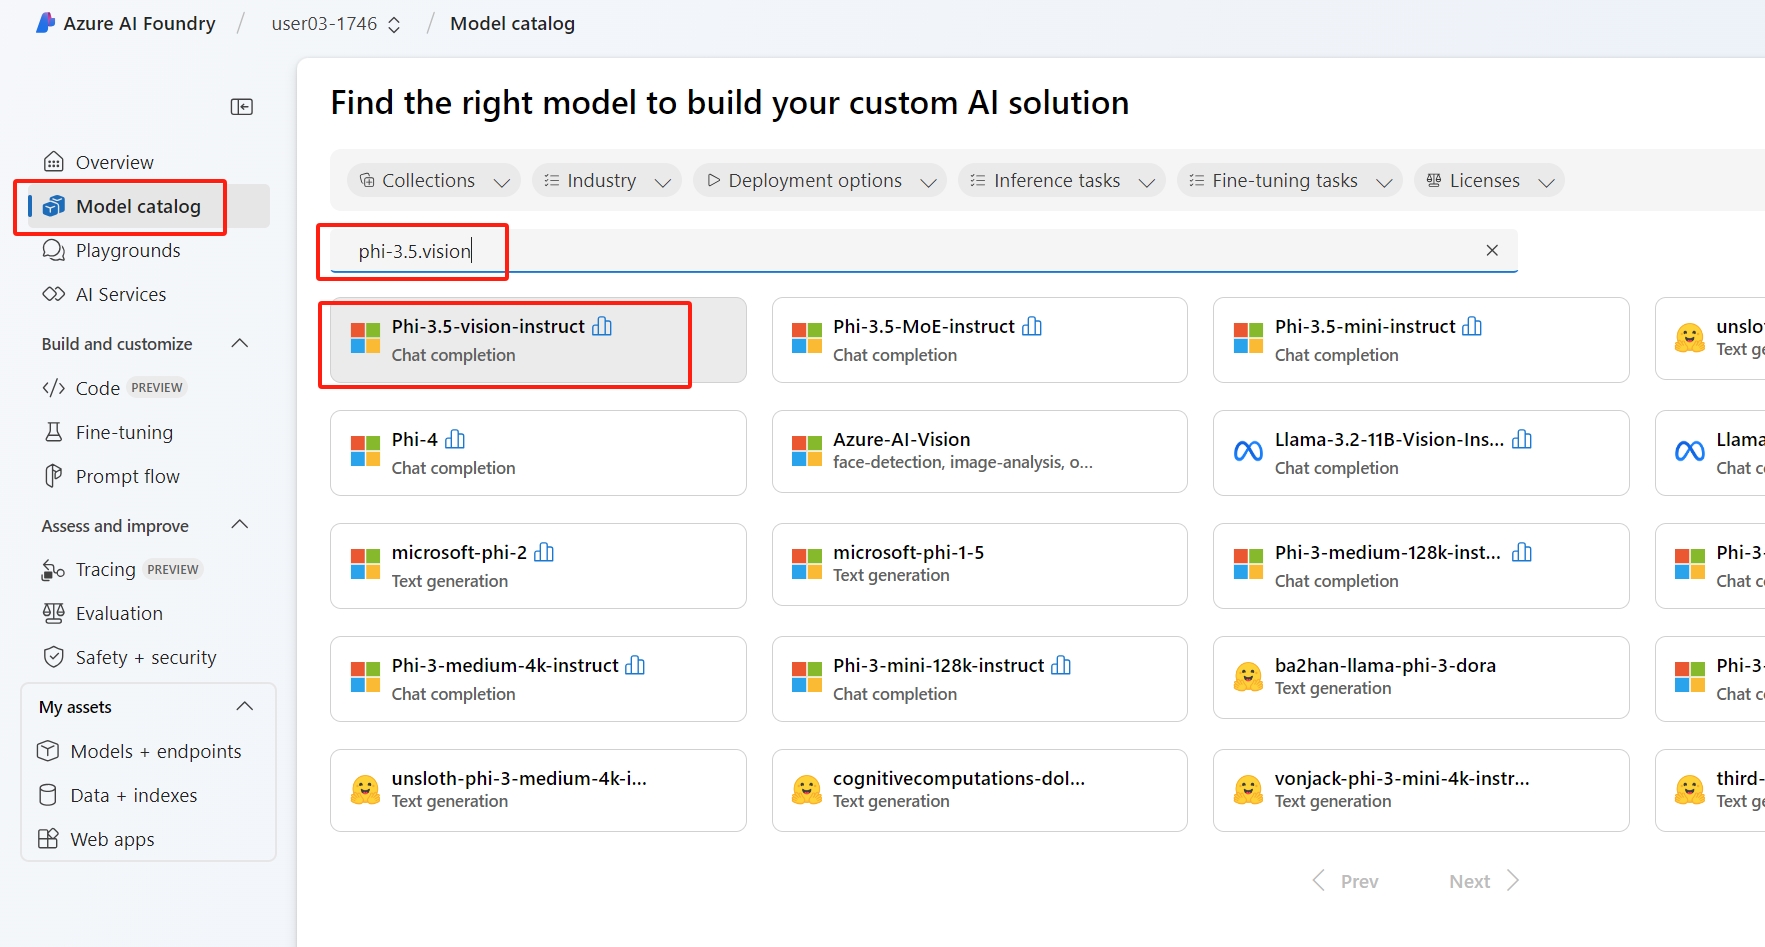 Azure AI Foundry / user03-1746 / Model catalog
Find the right model to build your custom AI solution
Overview
Model catalog
Playgrounds
AI Services
Build and customize
Code PREVIEW
Fine-tuning
Prompt flow
Assess and improve
Tracing PREVIEW
Evaluation
Safety + security
My assets
Models + endpoints
Data + indexes
Web apps
Collections Industry Deployment options Inference tasks Fine-tuning tasks Licenses
phi-3.5.vision
Phi-3.5-vision-instruct
Chat completion
Phi-3.5-MoE-instruct
Chat completion
Phi-3.5-mini-instruct
Chat completion
unslo
Text ge
Phi-4
Chat completion
Azure-AI-Vision
face-detection, image-analysis, o...
Llama-3.2-11B-Vision-Ins...
Chat completion
Llama
Chat co
microsoft-phi-2
Text generation
microsoft-phi-1-5
Text generation
Phi-3-medium-128k-inst...
Chat completion
Phi-3-
Chat co
Phi-3-medium-4k-instruct
Chat completion
Phi-3-mini-128k-instruct
Chat completion
ba2han-llama-phi-3-dora
Text generation
Phi-3-
Chat co
unsloth-phi-3-medium-4k-i...
Text generation
cognitivecomputations-dol...
Text generation
vonjack-phi-3-mini-4k-instr...
Text generation
third-
Text ge
Prev Next